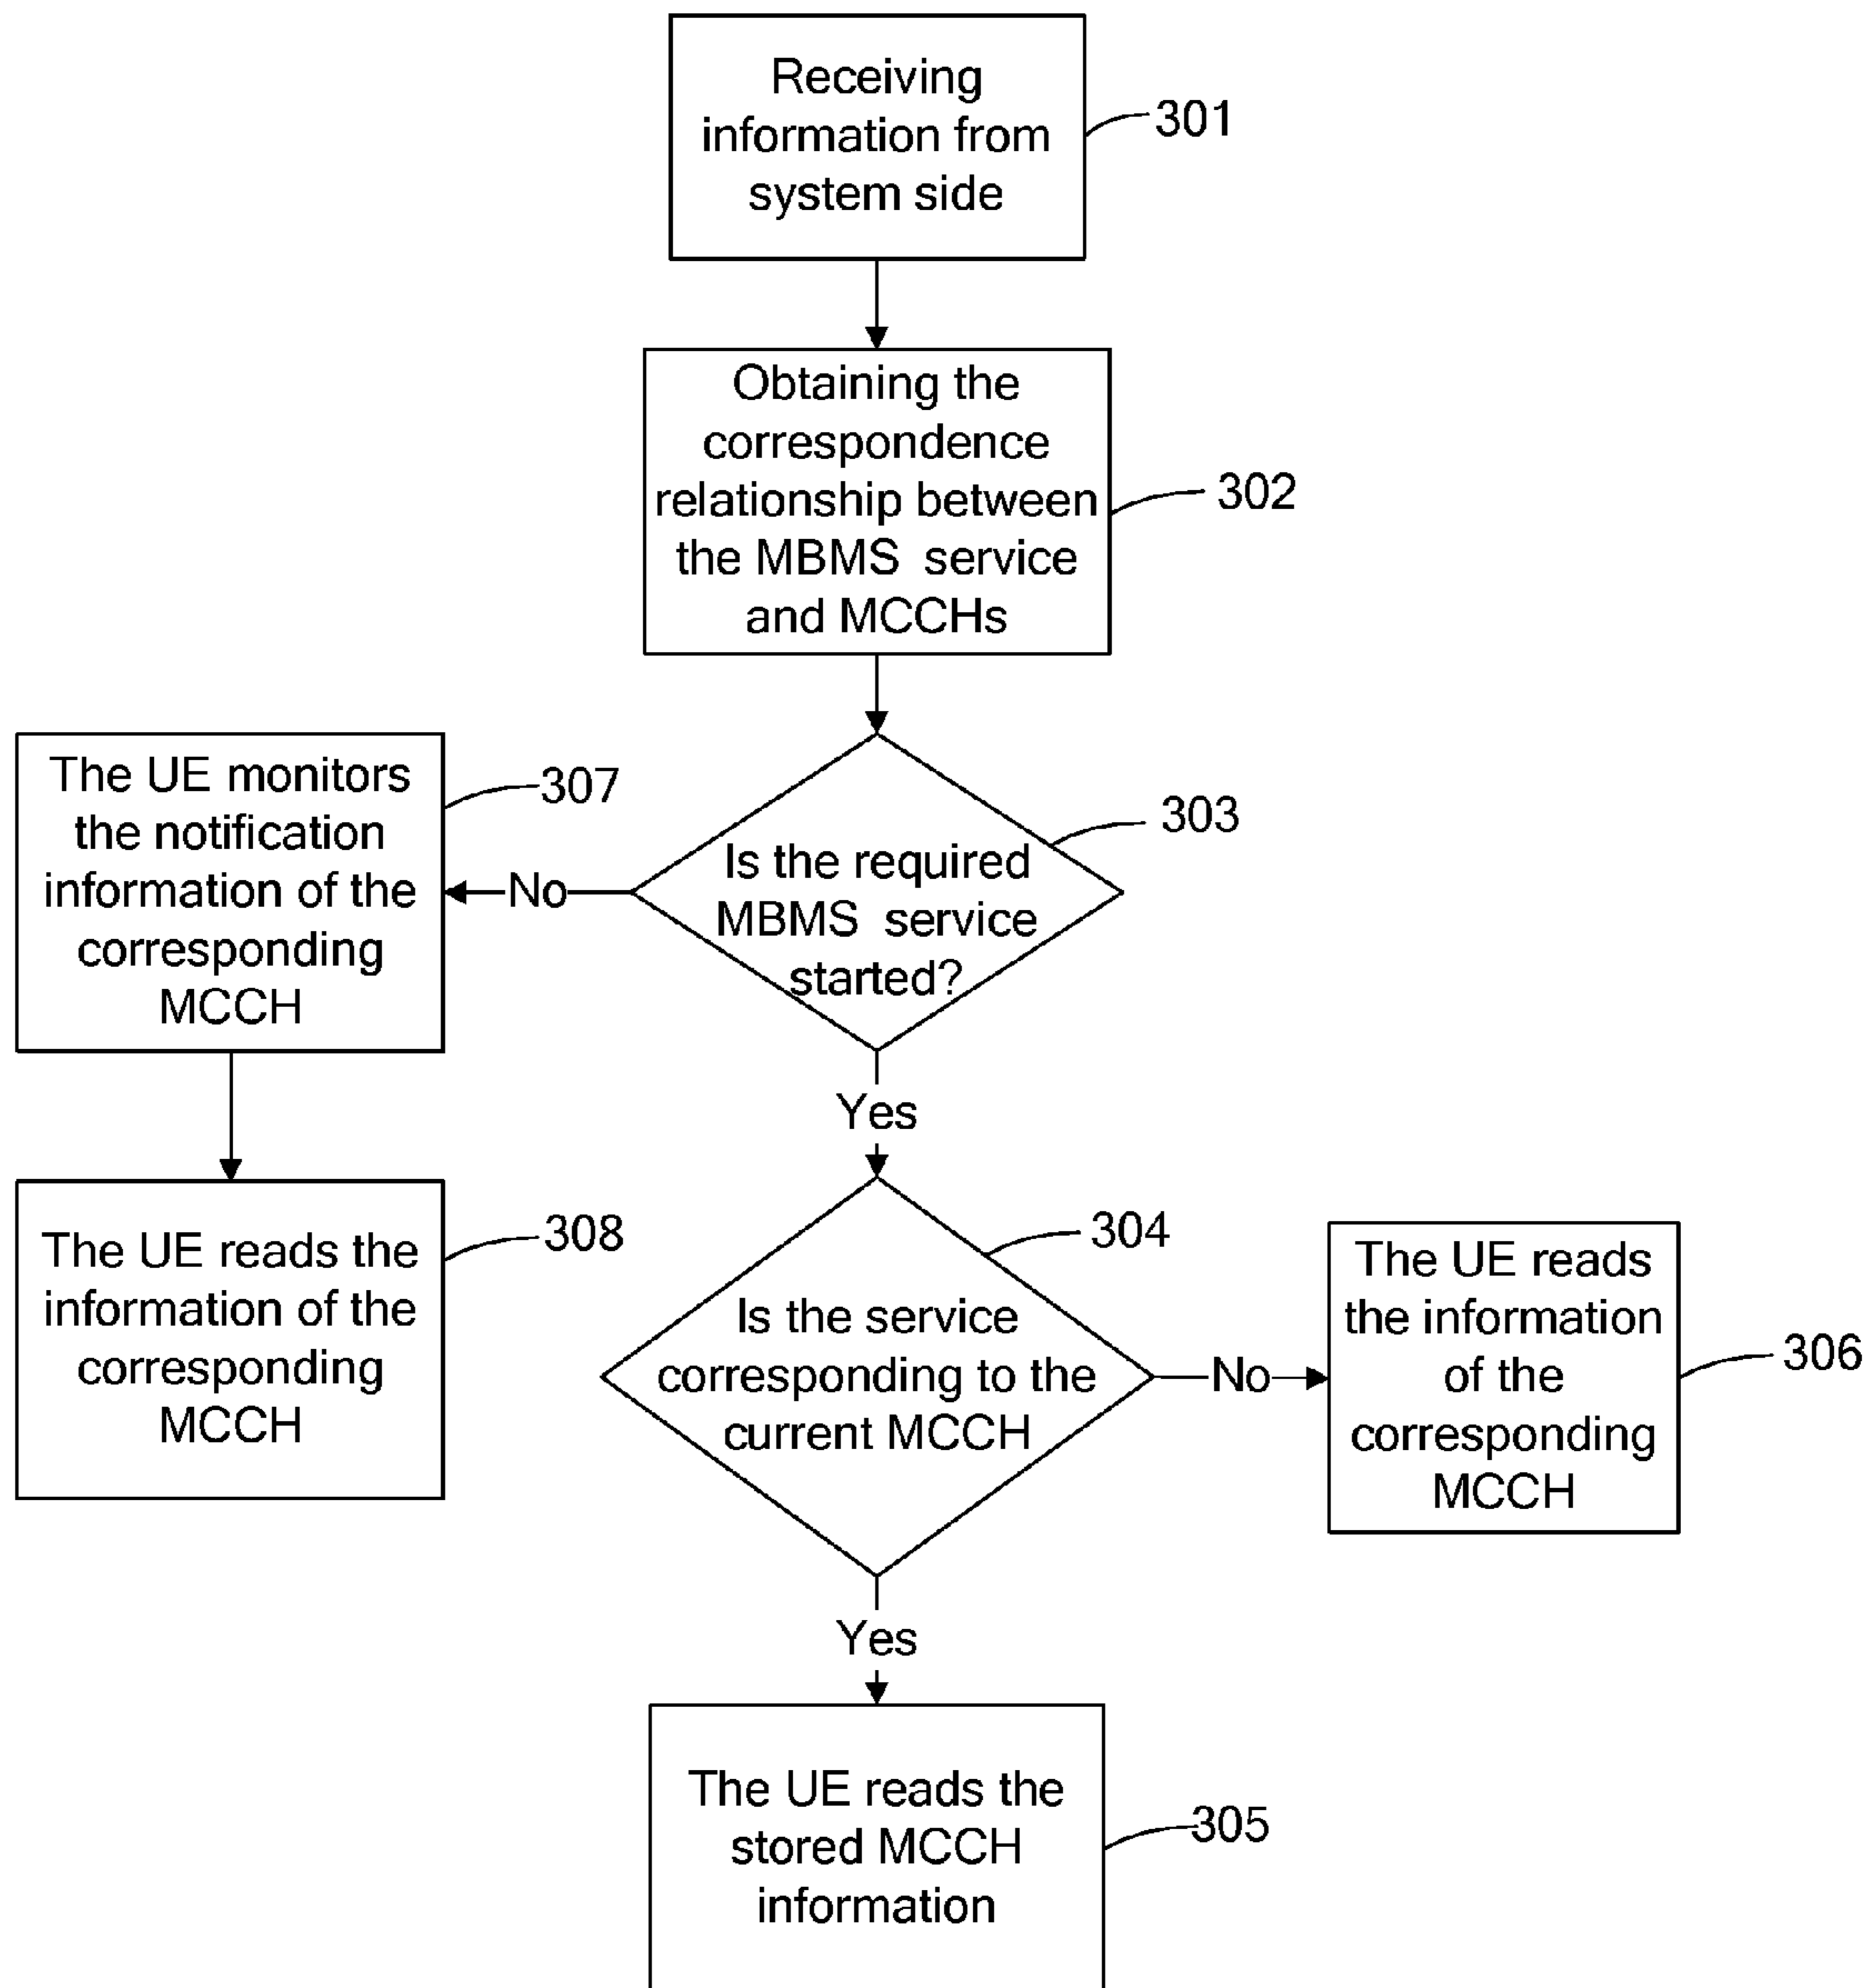 Receiving
information from
system side
301
Obtaining the
correspondence
relationship between
the MBMS service
and MCCHs
302
The UE monitors
the notification
information of the
corresponding
MCCH
307
No
Is the required
MBMS service
started?
303
Yes
The UE reads the
information of the
corresponding
MCCH
308
Is the service
corresponding to the
current MCCH
304
No
The UE reads
the information
of the
corresponding
MCCH
306
Yes
The UE reads the
stored MCCH
information
305